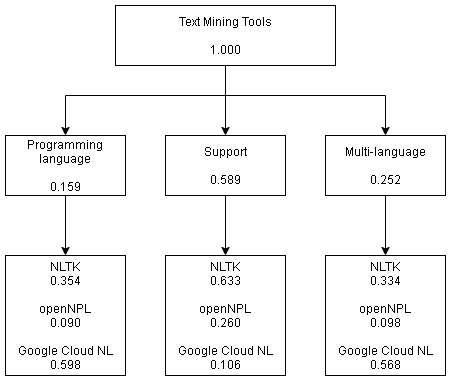 Text Mining Tools
1.000
Programming
language
0.159
Support
0.589
Multi-language
0.252
NLTK
0.354
openNPL
0.090
Google Cloud NL
0.598
NLTK
0.633
openNPL
0.260
Google Cloud NL
0.106
NLTK
0.334
openNPL
0.098
Google Cloud NL
0.568